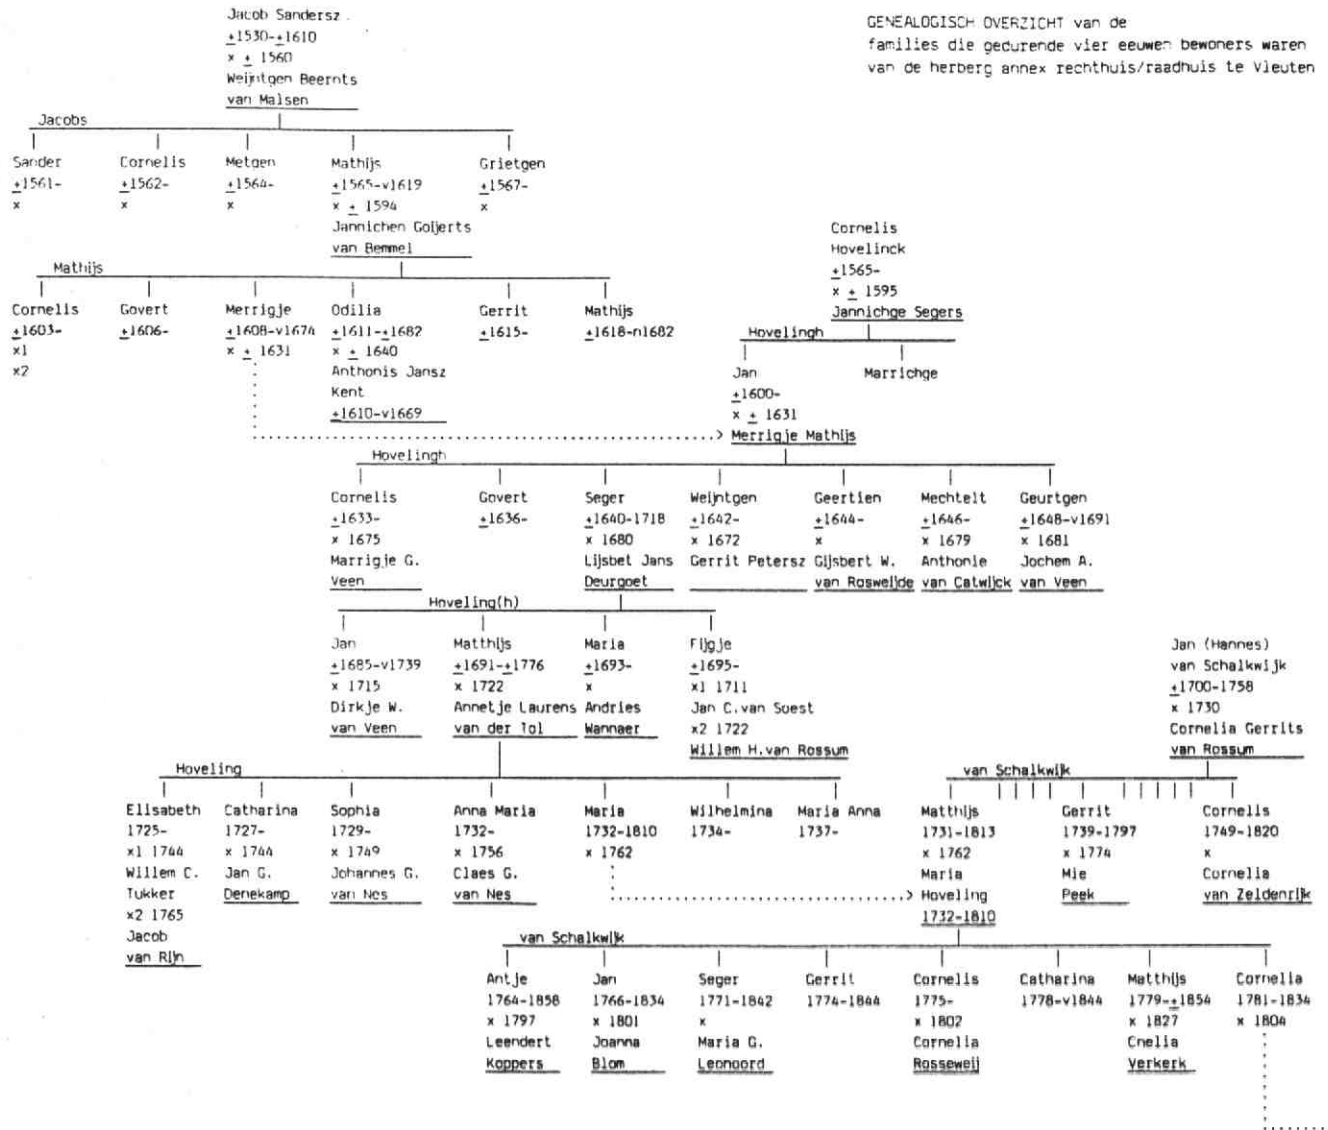 GENEALOGISCH OVERZICHT van de
families die gedurende vier eeuwen bewoners waren
van de herberg annex rechthuis/raadhuis te Vleuten
Jacob Sandersz
±1530-±1610
x ± 1560
Weijntgen Beernts
van Malsen
Jacobs
Sander
±1561-
x
Cornelis
±1562-
x
Metgen
±1564-
x
Mathijs
±1565-v1619
x ± 1594
Jannichen Goijerts
van Bemmel
Grietgen
±1567-
x
Mathijs
Cornelis
±1603-
x1
x2
Govert
±1606-
Merrigje
±1608-v1674
x ± 1631
Odilia
±1611-±1682
x ± 1640
Anthonis Jansz
Kent
±1610-v1669
Gerrit
±1615-
Mathijs
±1618-n1682
Cornelis
Hovelinck
±1565-
x ± 1595
Jannichge Segers
Hovelingh
Jan
±1600-
x ± 1631
Merrigje Mathijs
Marrichge
Hovelingh
Cornelis
±1633-
x 1675
Marrigje G.
Veen
Govert
±1636-
Seger
±1640-1718
x 1680
Lijsbet Jans
Deurgoet
Weijntgen
±1642-
x 1672
Gerrit Petersz
Geertien
±1644-
x
Gijsbert W.
van Rosweijde
Mechtelt
±1646-
x 1679
Anthonie
van Catwijck
Geurtgen
±1648-v1691
x 1681
Jochem A.
van Veen
Hoveling(h)
Jan
±1685-v1739
x 1715
Dirkje W.
van Veen
Matthijs
±1691-±1776
x 1722
Annetje Laurens
van der Tol
Maria
±1693-
x
Andries
Wannaer
Fijgje
±1695-
x1 1711
Jan C.van Soest
x2 1722
Willem H.van Rossum
Jan (Hannes)
van Schalkwijk
±1700-1758
x 1730
Cornelia Gerrits
van Rossum
Hoveling
Elisabeth
1725-
x1 1744
Willem C.
Tukker
x2 1765
Jacob
van Rijn
Catharina
1727-
x 1744
Jan G.
Denekamp
Sophia
1729-
x 1749
Johannes G.
van Nes
Anna Maria
1732-
x 1756
Claes G.
van Nes
Maria
1732-1810
x 1762
Wilhelmina
1734-
Maria Anna
1737-
van Schalkwijk
Matthijs
1731-1813
x 1762
Maria
Hoveling
1732-1810
Gerrit
1739-1797
x 1774
Mie
Peek
Cornelis
1749-1820
x
Cornelia
van Zeldenrijk
van Schalkwijk
Antje
1764-1858
x 1797
Leendert
Koppers
Jan
1766-1834
x 1801
Joanna
Blom
Seger
1771-1842
x
Maria G.
Leonoord
Gerrit
1774-1844
Cornelis
1775-
x 1802
Cornelia
Rosseweij
Catharina
1778-v1844
Matthijs
1779-±1854
x 1827
Cnelia
Verkerk
Cornelia
1781-1834
x 1804